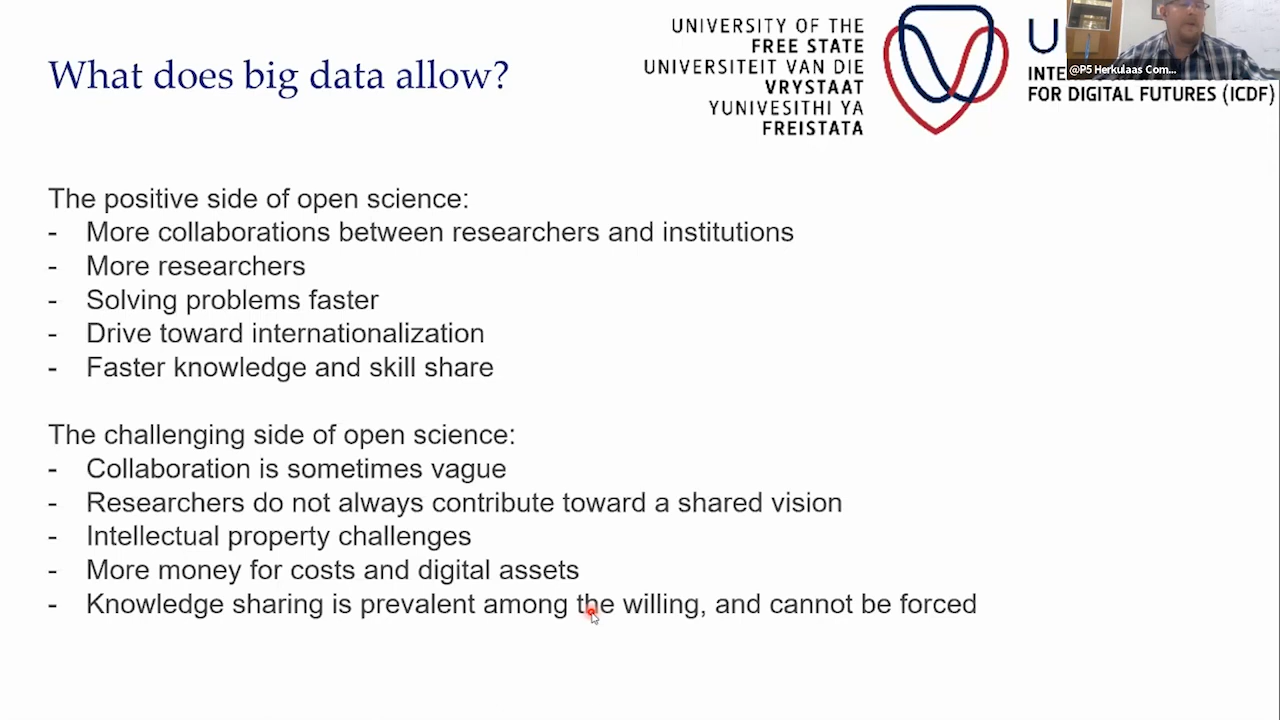 What does big data allow?
UNIVERSITY OF THE
FREE STATE
UNIVERSITEIT VAN DIE
VRYSTAAT
YUNIVESITHI YA
FREISTATA
U
INTE
FOR DIGITAL FUTURES (ICDF)
@P5 Herkulaas Com...
The positive side of open science:
- More collaborations between researchers and institutions
- More researchers
- Solving problems faster
- Drive toward internationalization
- Faster knowledge and skill share
The challenging side of open science:
- Collaboration is sometimes vague
- Researchers do not always contribute toward a shared vision
- Intellectual property challenges
- More money for costs and digital assets
- Knowledge sharing is prevalent among the willing, and cannot be forced